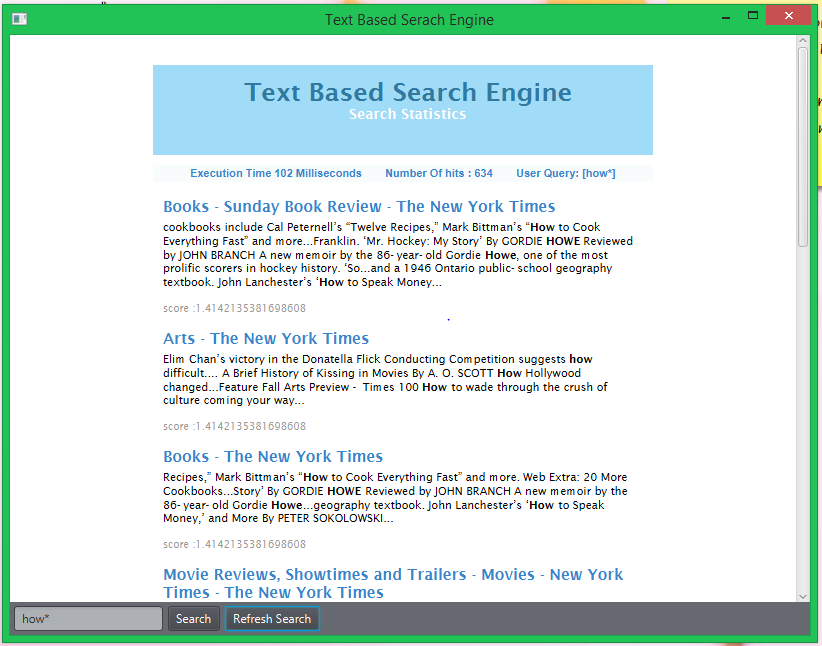 Text Based Serach Engine
Text Based Search Engine
Search Statistics
Execution Time 102 Milliseconds Number Of hits : 634 User Query: [how*]
Books - Sunday Book Review - The New York Times
cookbooks include Cal Peternell’s “Twelve Recipes,” Mark Bittman’s “How to Cook
Everything Fast” and more...Franklin. ‘Mr. Hockey: My Story’ By GORDIE HOWE Reviewed
by JOHN BRANCH A new memoir by the 86-year-old Gordie Howe, one of the most
prolific scorers in hockey history. ‘So...and a 1946 Ontario public-school geography
textbook. John Lanchester’s ‘How to Speak Money...
score :1.4142135381698608
Arts - The New York Times
Elim Chan’s victory in the Donatella Flick Conducting Competition suggests how
difficult.... A Brief History of Kissing in Movies By A. O. SCOTT How Hollywood
changed...Feature Fall Arts Preview - Times 100 How to wade through the crush of
culture coming your way...
score :1.4142135381698608
Books - The New York Times
Recipes,” Mark Bittman’s “How to Cook Everything Fast” and more. Web Extra: 20 More
Cookbooks...Story’ By GORDIE HOWE Reviewed by JOHN BRANCH A new memoir by the
86-year-old Gordie Howe...geography textbook. John Lanchester’s ‘How to Speak
Money,’ and More By PETER SOKOLOWSKI...
score :1.4142135381698608
Movie Reviews, Showtimes and Trailers - Movies - New York
Times - The New York Times
how* Search Refresh Search